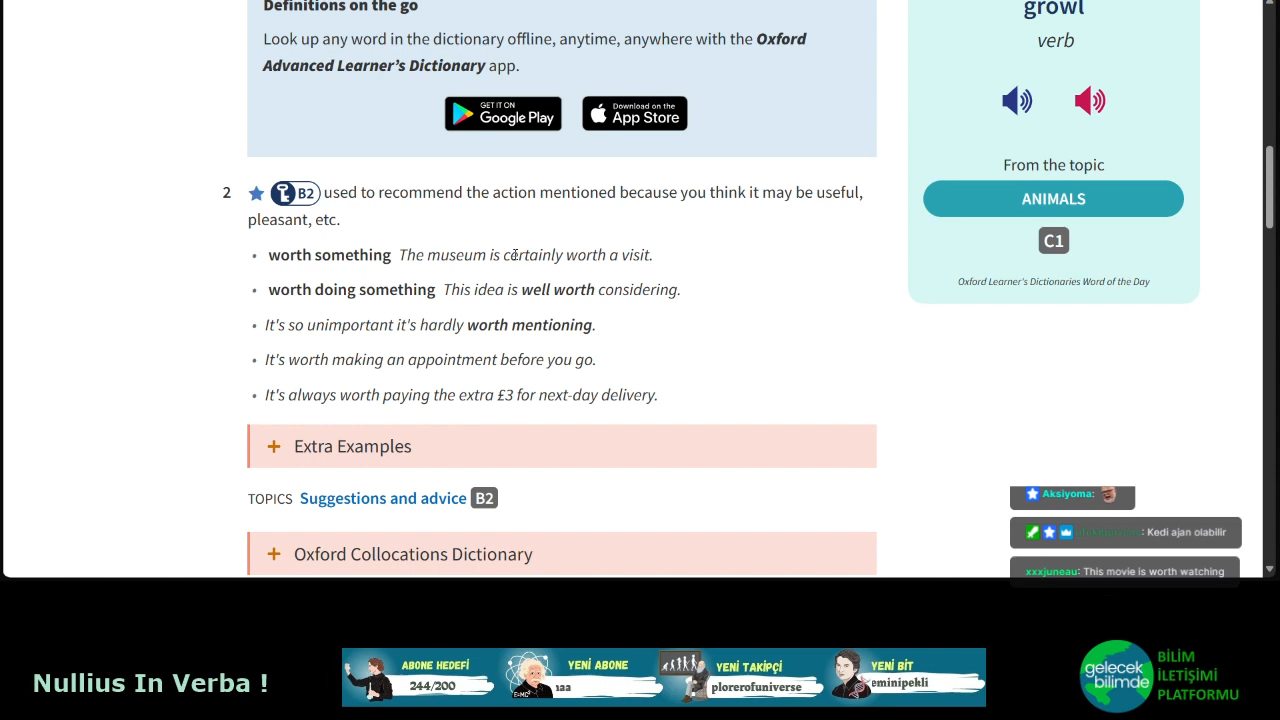 Definitions on the go
Look up any word in the dictionary offline, anytime, anywhere with the Oxford
Advanced Learner's Dictionary app.
GET IT ON
Google Play
Download on the
App Store
2 B2 used to recommend the action mentioned because you think it may be useful,
pleasant, etc.
• worth something The museum is certainly worth a visit.
• worth doing something This idea is well worth considering.
• It's so unimportant it's hardly worth mentioning.
• It's worth making an appointment before you go.
• It's always worth paying the extra £3 for next-day delivery.
+ Extra Examples
TOPICS Suggestions and advice B2
+ Oxford Collocations Dictionary
growl
verb
From the topic
ANIMALS
C1
Oxford Learner's Dictionaries Word of the Day
Aksiyoma:
: Kedi ajan olabilir
xxxjuneau: This movie is worth watching
Nullius In Verba !
ABONE HEDEFİ
244/200
E=MC²
YENİ ABONE
naa
YENİ TAKİPÇİ
plorerofuniverse
YENİ BİT
eminipekli
gelecek
bilimde
BİLİM
İLETİŞİMİ
PLATFORMU